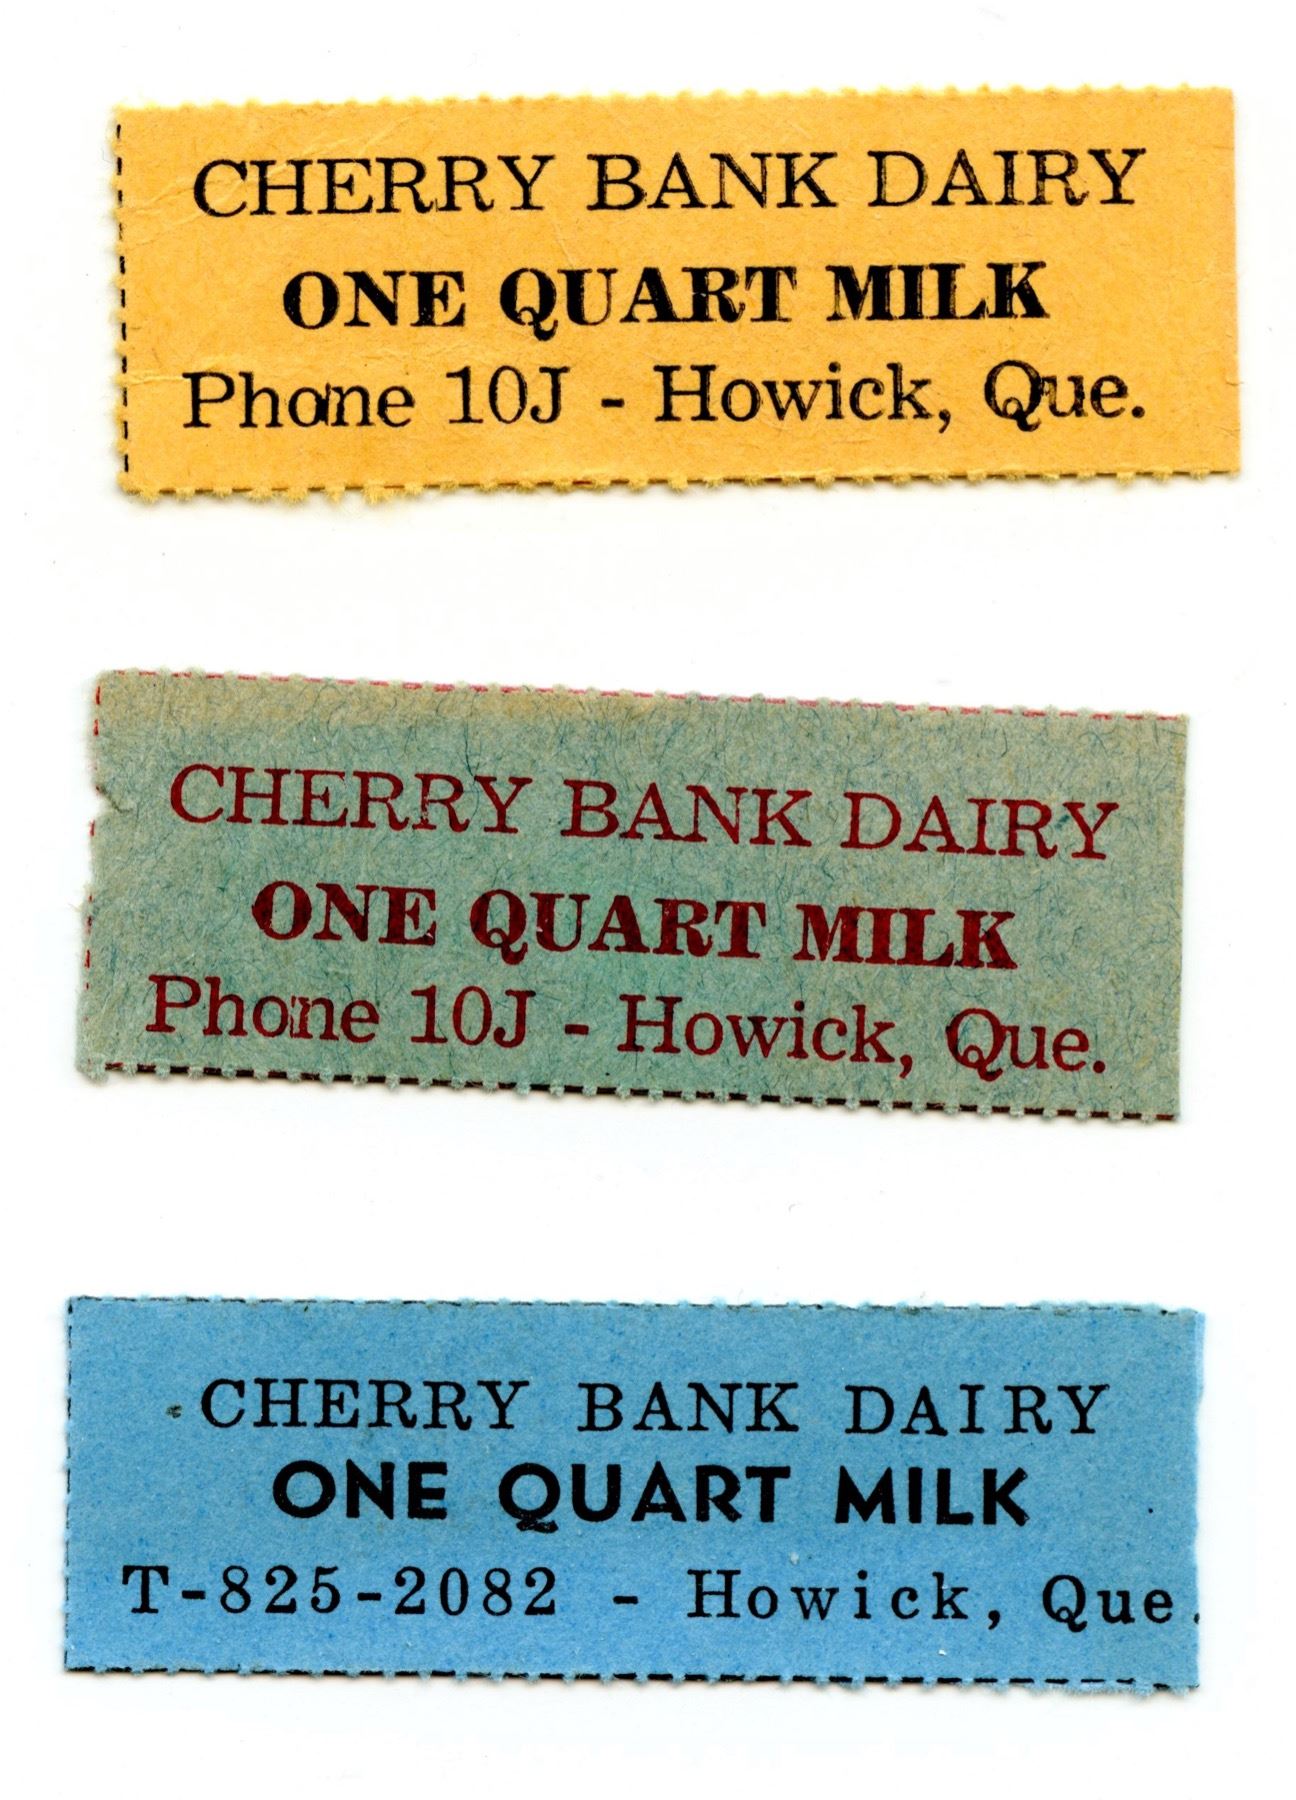 CHERRY BANK DAIRY
ONE QUART MILK
Phone 10J - Howick, Que.
CHERRY BANK DAIRY
ONE QUART MILK
Phone 10J - Howick, Que.
CHERRY BANK DAIRY
ONE QUART MILK
T-825-2082 - Howick, Que.